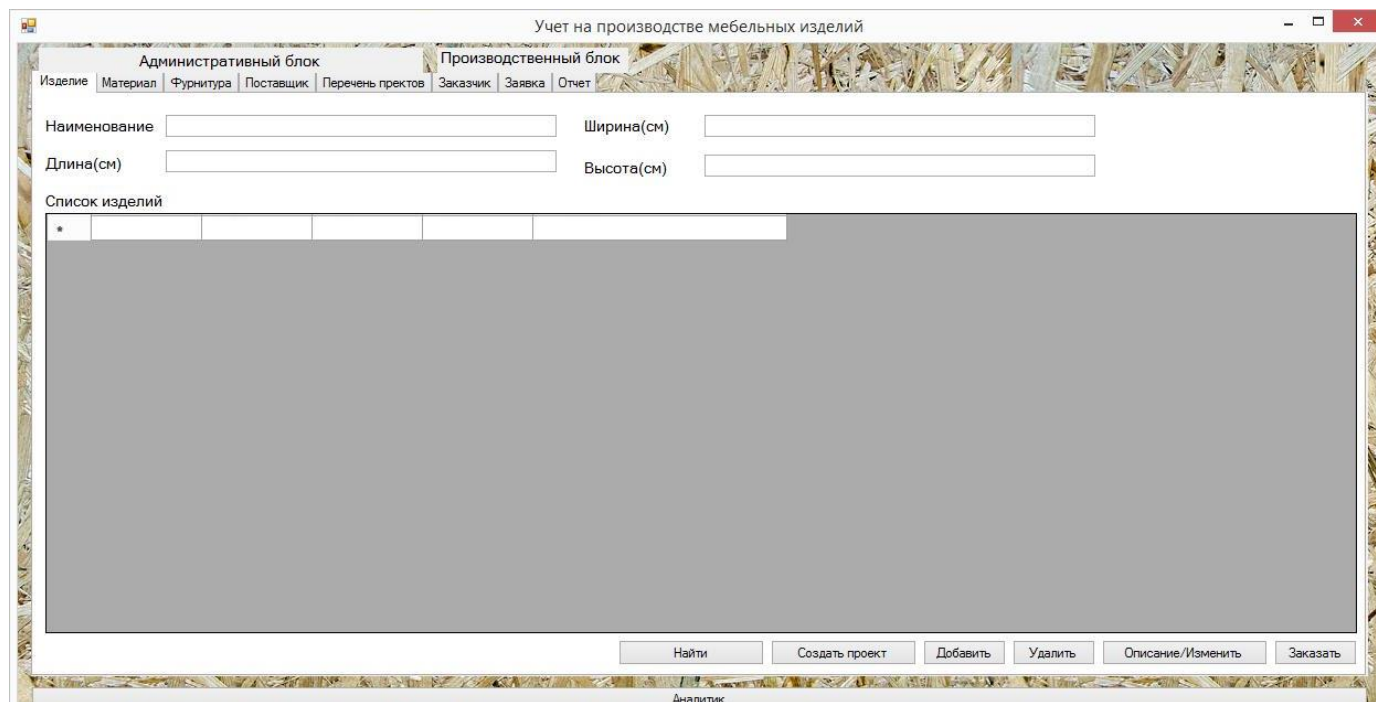 Учет на производстве мебельных изделий
Административный блок Производственный блок
Изделие Материал Фурнитура Поставщик Перечень пректов Заказчик Заявка Отчет
Наименование Ширина(см)
Длина(см) Высота(см)
Список изделий
*
Найти Создать проект Добавить Удалить Описание/Изменить Заказать
Аналитик